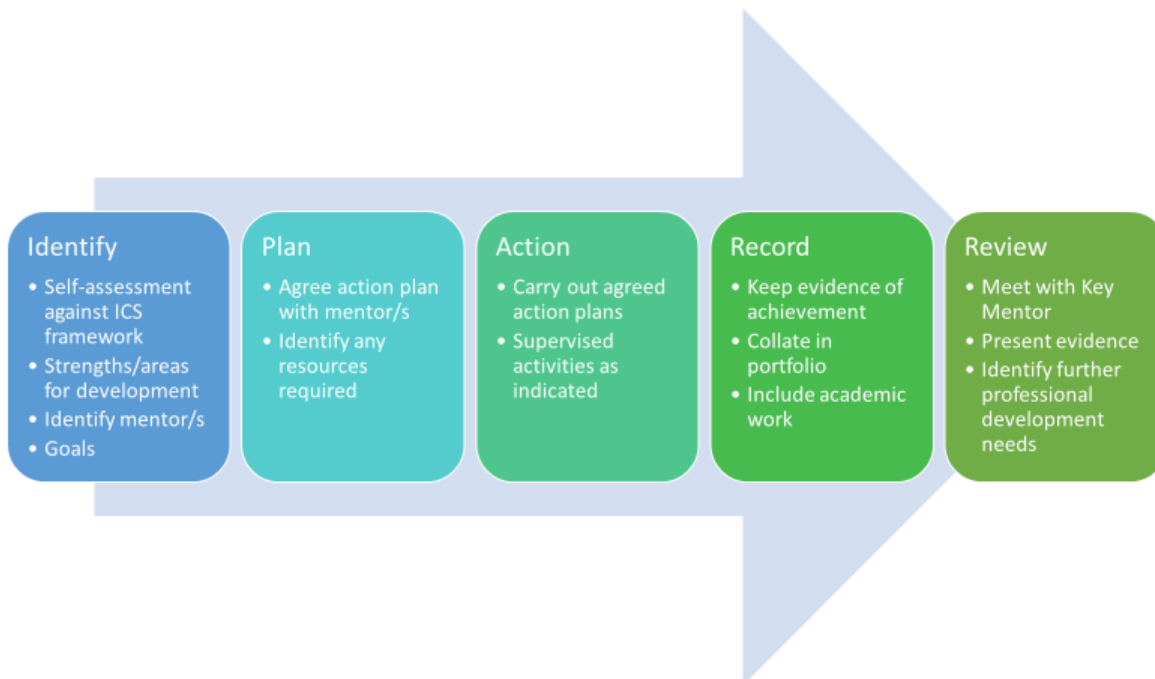 Identify
• Self-assessment
against ICS
framework
• Strengths/areas
for development
• Identify mentor/s
• Goals
Plan
• Agree action plan
with mentor/s
• Identify any
resources
required
Action
• Carry out agreed
action plans
• Supervised
activities as
indicated
Record
• Keep evidence of
achievement
• Collate in
portfolio
• Include academic
work
Review
• Meet with Key
Mentor
• Present evidence
• Identify further
professional
development
needs